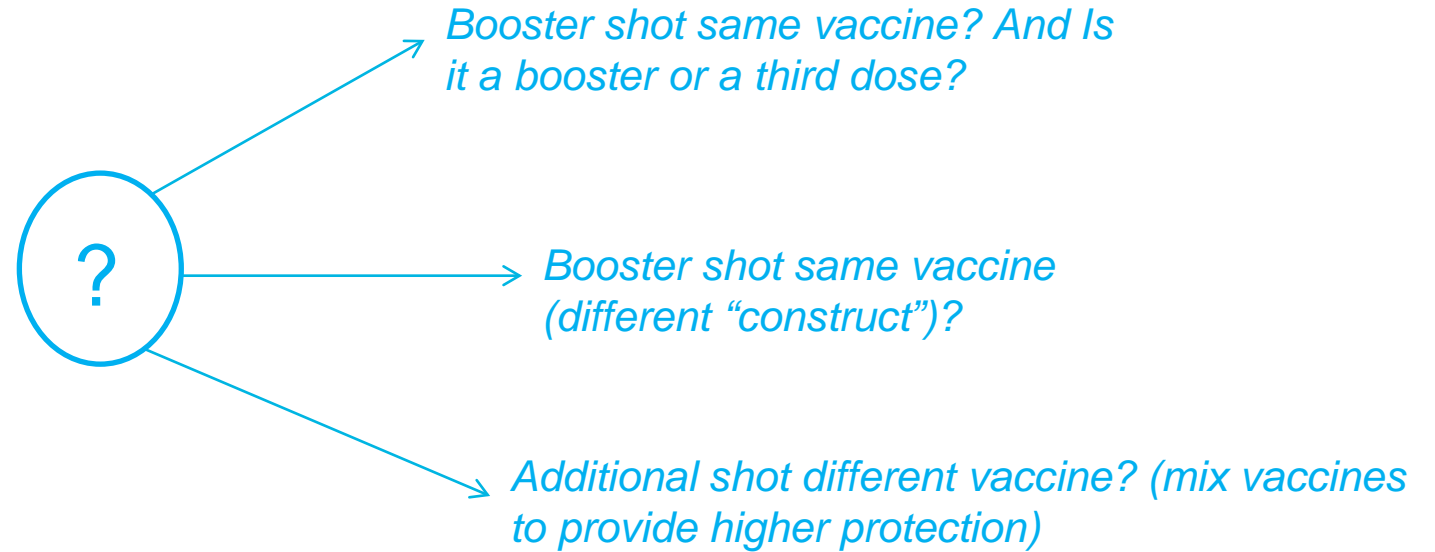 Booster shot same vaccine? And Is
it a booster or a third dose?
?
Booster shot same vaccine
(different “construct”)?
Additional shot different vaccine? (mix vaccines
to provide higher protection)